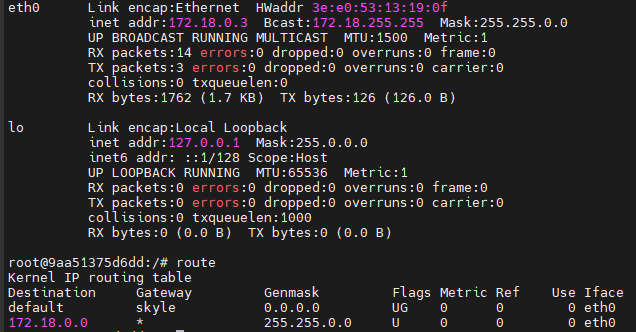 eth0      Link encap:Ethernet  HWaddr 3e:e0:53:13:19:0f
          inet addr:172.18.0.3  Bcast:172.18.255.255  Mask:255.255.0.0
          UP BROADCAST RUNNING MULTICAST  MTU:1500  Metric:1
          RX packets:14 errors:0 dropped:0 overruns:0 frame:0
          TX packets:3 errors:0 dropped:0 overruns:0 carrier:0
          collisions:0 txqueuelen:0
          RX bytes:1762 (1.7 KB)  TX bytes:126 (126.0 B)
lo        Link encap:Local Loopback
          inet addr:127.0.0.1  Mask:255.0.0.0
          inet6 addr: ::1/128 Scope:Host
          UP LOOPBACK RUNNING  MTU:65536  Metric:1
          RX packets:0 errors:0 dropped:0 overruns:0 frame:0
          TX packets:0 errors:0 dropped:0 overruns:0 carrier:0
          collisions:0 txqueuelen:1000
          RX bytes:0 (0.0 B)  TX bytes:0 (0.0 B)
root@9aa51375d6dd:/# route
Kernel IP routing table
Destination     Gateway         Genmask         Flags Metric Ref    Use Iface
default         skyle           0.0.0.0         UG    0      0        0 eth0
172.18.0.0      *               255.255.0.0     U     0      0        0 eth0